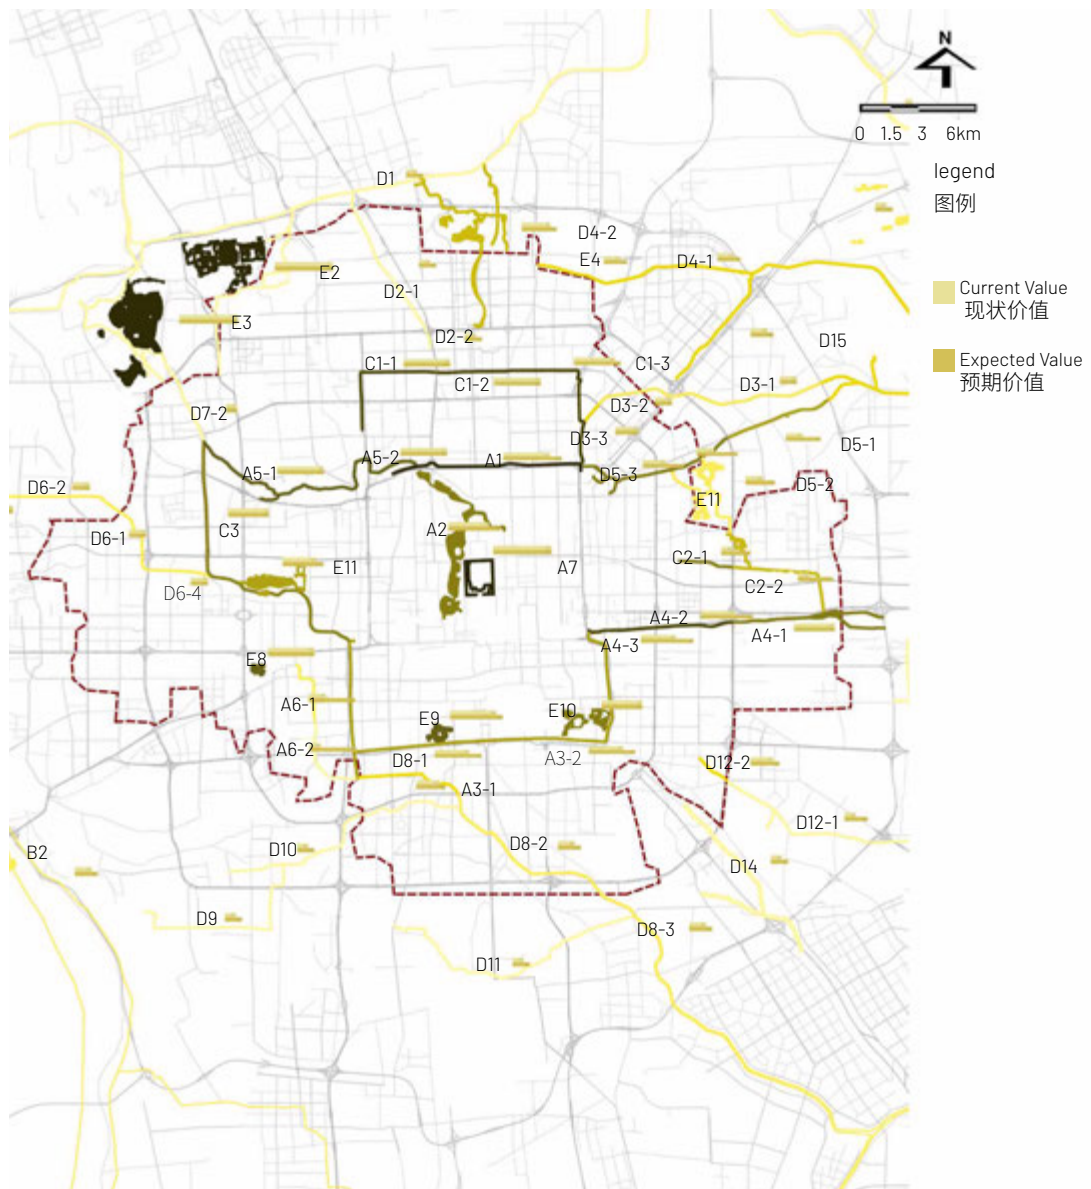 N
0 1.5 3 6km
legend
图例
Current Value
现状价值
Expected Value
预期价值
D1
D4-2
E4
D4-1
E2
D2-1
E3
D2-2
D15
C1-1
C1-3
C1-2
D3-1
D7-2
D3-2
D3-3
D5-1
A5-2
A1
A5-1
D5-3
D6-2
D5-2
E11
C3
A2
D6-1
C2-1
E11
A7
C2-2
D6-4
A4-2
A4-1
A4-3
E8
A6-1
E9
E10
A6-2
D8-1
A3-2
D12-2
A3-1
D12-1
B2
D10
D8-2
D14
D9
D8-3
D11